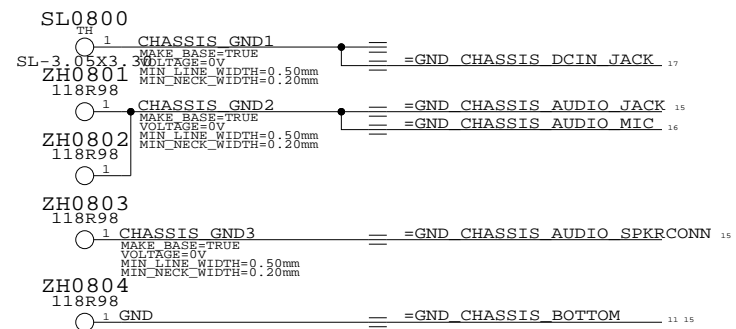 SL0800
TH
1 CHASSIS_GND1
MAKE_BASE=TRUE
VOLTAGE=0V
MIN_LINE_WIDTH=0.50mm
MIN_NECK_WIDTH=0.20mm
=GND_CHASSIS_DCIN_JACK 17
SL-3.05X3.30
ZH0801
118R98
1 CHASSIS_GND2
MAKE_BASE=TRUE
VOLTAGE=0V
MIN_LINE_WIDTH=0.50mm
MIN_NECK_WIDTH=0.20mm
=GND_CHASSIS_AUDIO_JACK 15
=GND_CHASSIS_AUDIO_MIC 16
ZH0802
118R98
1
ZH0803
118R98
1 CHASSIS_GND3
MAKE_BASE=TRUE
VOLTAGE=0V
MIN_LINE_WIDTH=0.50mm
MIN_NECK_WIDTH=0.20mm
=GND_CHASSIS_AUDIO_SPKRCONN 15
ZH0804
118R98
1 GND
=GND_CHASSIS_BOTTOM 11 15